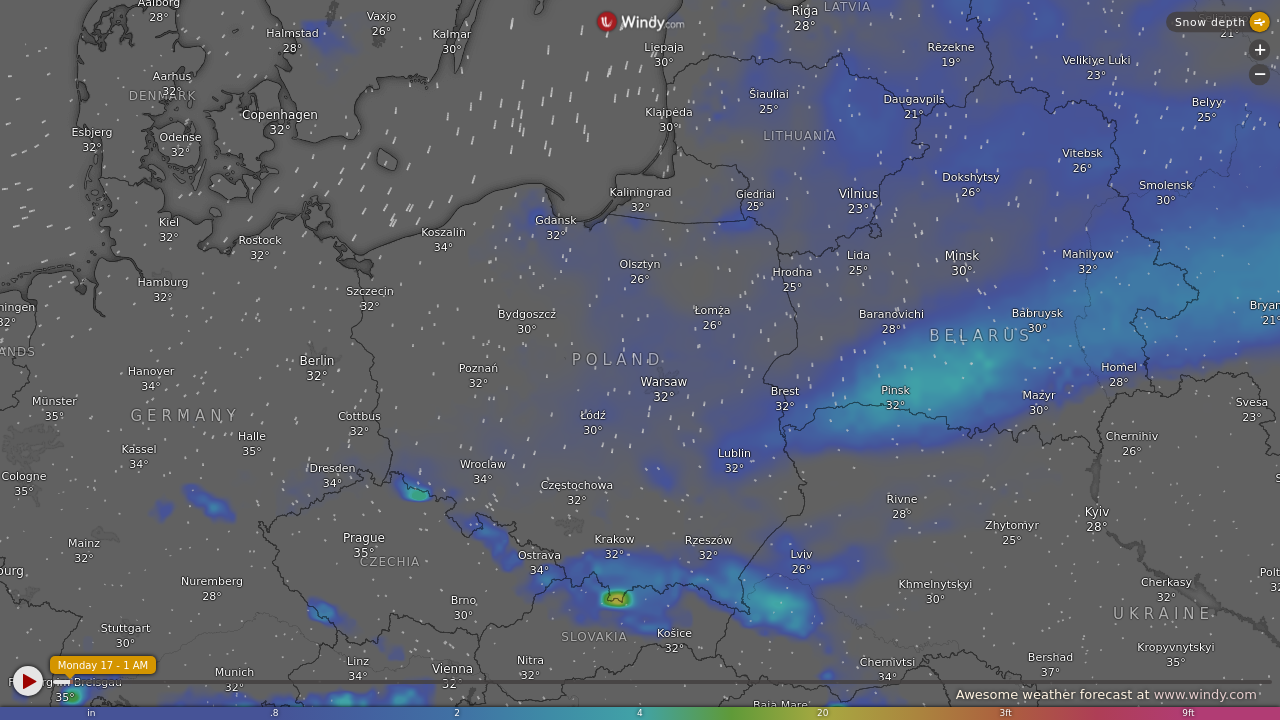 Aalborg
28°
Vaxjo
26°
Halmstad
28°
Kalmar
30°
Windy.com
Riga
28°
LATVIA
Snow depth
21°
Liepaja
30°
Rēzekne
19°
Velikiye Luki
23°
Aarhus
32°
DENMARK
Šiauliai
25°
Daugavpils
21°
Belyy
25°
Copenhagen
32°
Klaipėda
30°
LITHUANIA
Esbjerg
32°
Odense
32°
Vitebsk
26°
Dokshytsy
26°
Smolensk
30°
Kaliningrad
32°
Giedriai
25°
Vilnius
23°
Kiel
32°
Rostock
32°
Koszalin
34°
Gdansk
32°
Olsztyn
26°
Hrodna
25°
Lida
25°
Minsk
30°
Mahilyow
32°
Hamburg
32°
Szczecin
32°
ningen
32°
Bydgoszcz
30°
Łomża
26°
Baranovichi
28°
Babruysk
30°
Bryan
21°
BELARUS
ANDS
POLAND
Berlin
32°
Hanover
34°
Poznań
32°
Warsaw
32°
Brest
32°
Pinsk
32°
Homel
28°
Mazyr
30°
Münster
35°
GERMANY
Cottbus
32°
Łódź
30°
Svesa
23°
Halle
35°
Chernihiv
26°
Kassel
34°
Lublin
32°
Cologne
35°
Dresden
34°
Wroclaw
34°
Częstochowa
32°
S
Rivne
28°
Kyiv
28°
Zhytomyr
25°
Mainz
32°
Prague
35°
CZECHIA
Ostrava
34°
Krakow
32°
Rzeszów
32°
Lviv
26°
burg
Nuremberg
28°
Khmelnytskyi
30°
Cherkasy
32°
Polt
32
Brno
30°
UKRAINE
Stuttgart
30°
SLOVAKIA
Košice
32°
Kropyvnytskyi
35°
Monday 17 - 1 AM
Munich
32°
Linz
34°
Vienna
32°
Nitra
32°
Chernivtsi
34°
Bershad
37°
35°
Baia Mare
Awesome weather forecast at www.windy.com
in .8 2 4 20 3ft 9ft